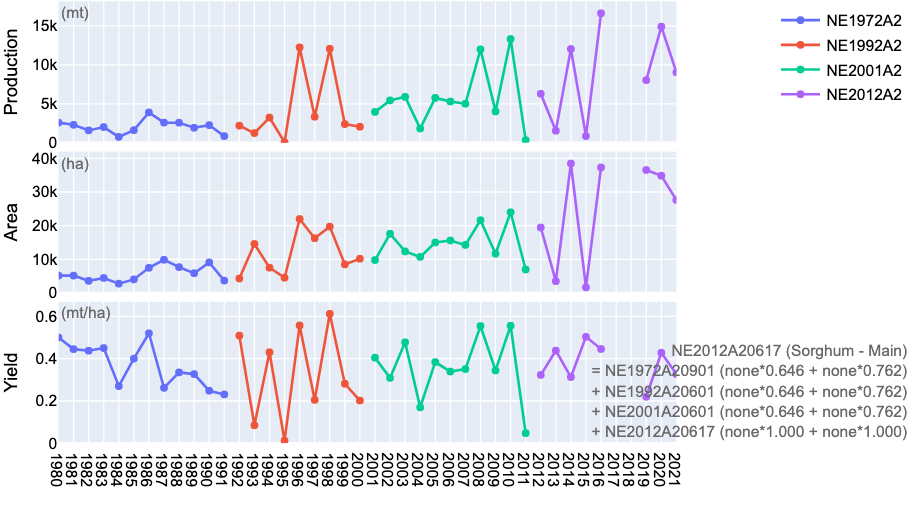 (mt)
Production
15k
10k
5k
0
NE1972A2
NE1992A2
NE2001A2
NE2012A2
(ha)
Area
40k
30k
20k
10k
0
(mt/ha)
Yield
0.6
0.4
0.2
0
NE2012A20617 (Sorghum - Main)
= NE1972A20901 (none*0.646 + none*0.762)
+ NE1992A20601 (none*0.646 + none*0.762)
+ NE2001A20601 (none*0.646 + none*0.762)
+ NE2012A20617 (none*1.000 + none*1.000)
1980 1981 1982 1983 1984 1985 1986 1987 1988 1989 1990 1991 1992 1993 1994 1995 1996 1997 1998 1999 2000 2001 2002 2003 2004 2005 2006 2007 2008 2009 2010 2011 2012 2013 2014 2015 2016 2017 2018 2019 2020 2021